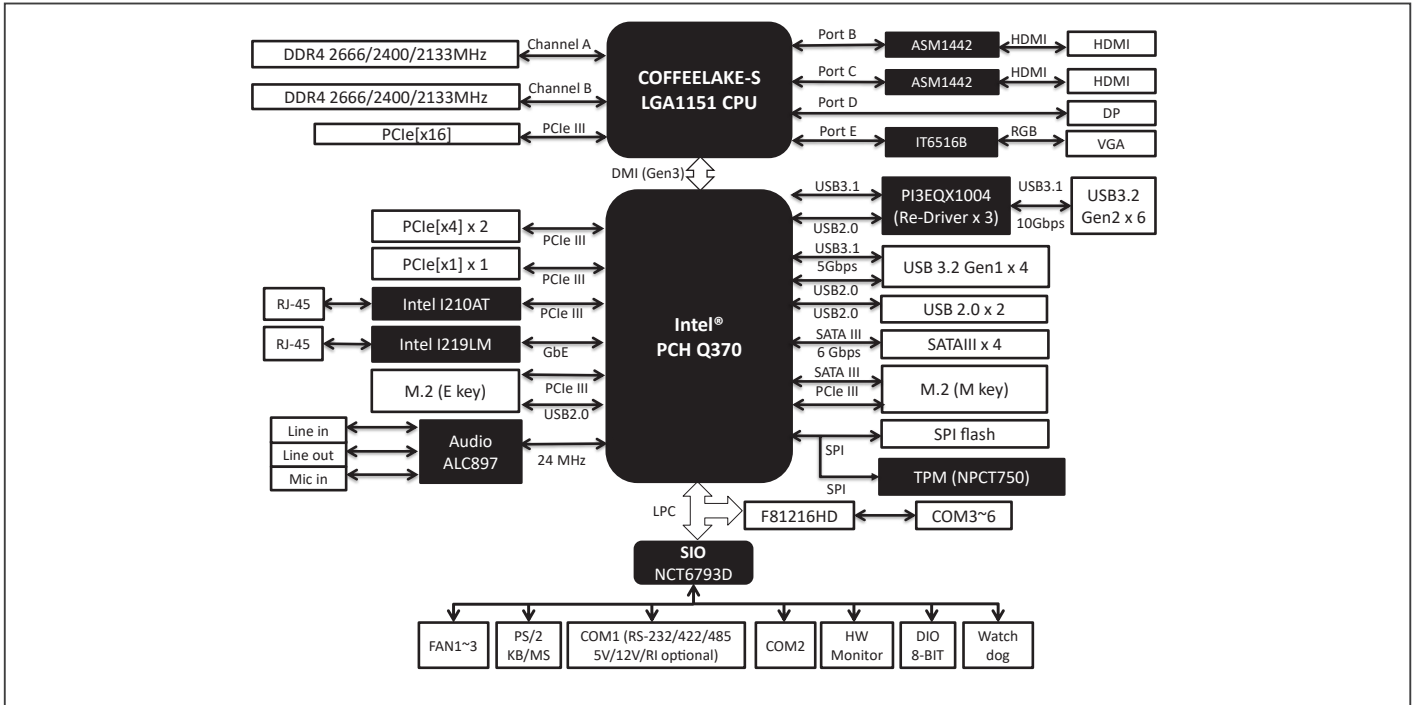 DDR4 2666/2400/2133MHz
Channel A
DDR4 2666/2400/2133MHz
Channel B
PCIe[x16]
PCIe III
COFFEELAKE-S
LGA1151 CPU
Port B
ASM1442
HDMI
HDMI
Port C
ASM1442
HDMI
HDMI
Port D
DP
Port E
IT6516B
RGB
VGA
DMI (Gen3)
PCIe[x4] x 2
PCIe III
PCIe[x1] x 1
PCIe III
RJ-45
Intel I210AT
PCIe III
RJ-45
Intel I219LM
GbE
M.2 (E key)
PCIe III
USB2.0
Line in
Line out
Mic in
Audio
ALC897
24 MHz
Intel®
PCH Q370
USB3.1
USB2.0
PI3EQX1004
(Re-Driver x 3)
USB3.1
10Gbps
USB3.2
Gen2 x 6
USB3.1
5Gbps
USB2.0
USB 3.2 Gen1 x 4
USB2.0
USB 2.0 x 2
SATA III
6 Gbps
SATAIII x 4
SATA III
PCIe III
M.2 (M key)
SPI
SPI flash
SPI
TPM (NPCT750)
LPC
F81216HD
COM3~6
SIO
NCT6793D
FAN1~3
PS/2
KB/MS
COM1 (RS-232/422/485
5V/12V/RI optional)
COM2
HW
Monitor
DIO
8-BIT
Watch
dog